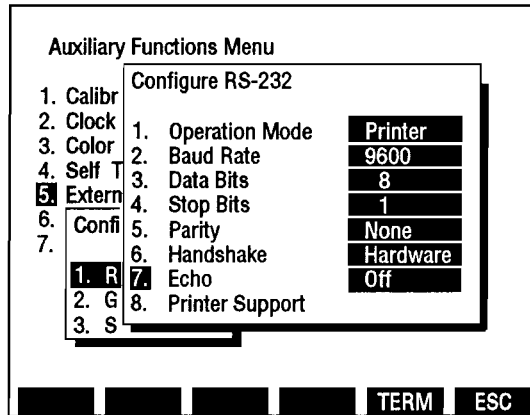 Auxiliary Functions Menu
1. Calibr
2. Clock
3. Color
4. Self T
5. Extern
6.
7.
Confi
1. R
2. G
3. S
Configure RS-232
1. Operation Mode Printer
2. Baud Rate 9600
3. Data Bits 8
4. Stop Bits 1
5. Parity None
6. Handshake Hardware
7. Echo Off
8. Printer Support
TERM ESC